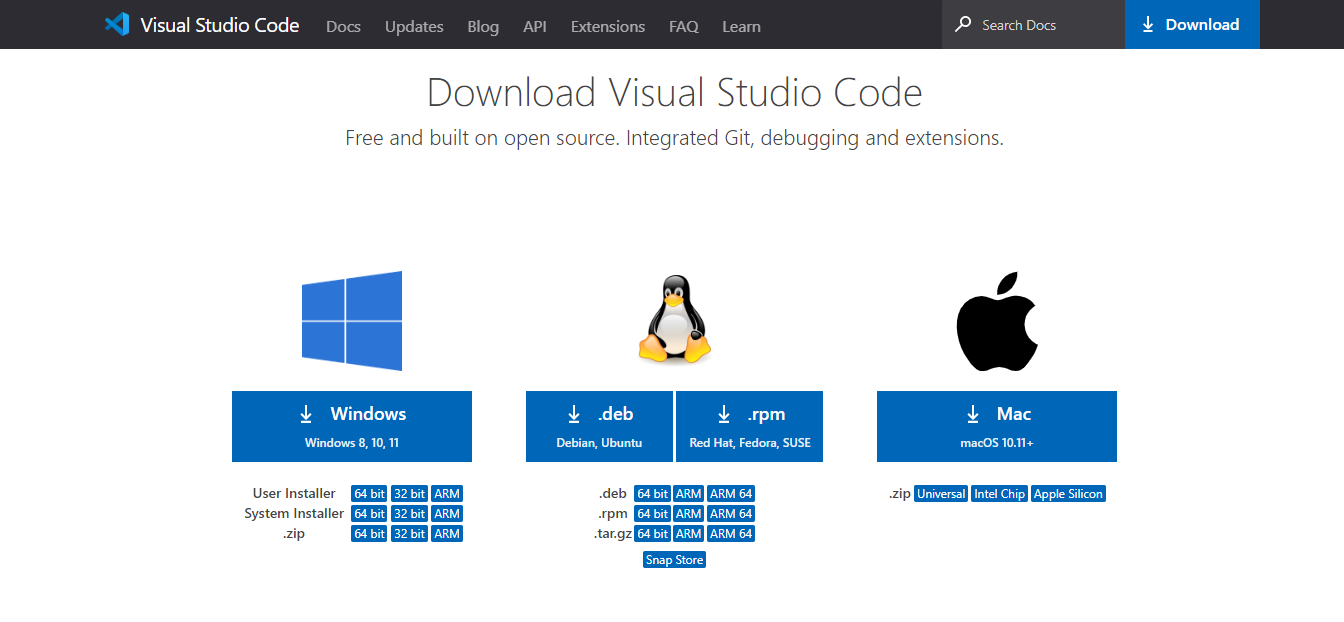 Visual Studio Code Docs Updates Blog API Extensions FAQ Learn Search Docs Download
Download Visual Studio Code
Free and built on open source. Integrated Git, debugging and extensions.
Windows
Windows 8, 10, 11
User Installer 64 bit 32 bit ARM
System Installer 64 bit 32 bit ARM
.zip 64 bit 32 bit ARM
.deb
Debian, Ubuntu
.rpm
Red Hat, Fedora, SUSE
.deb 64 bit ARM ARM 64
.rpm 64 bit ARM ARM 64
.tar.gz 64 bit ARM ARM 64
Snap Store
Mac
macOS 10.11+
.zip Universal Intel Chip Apple Silicon